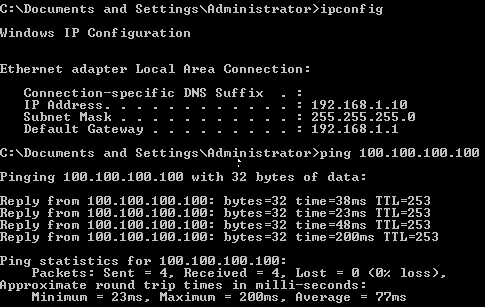 C:\Documents and Settings\Administrator>ipconfig
Windows IP Configuration
Ethernet adapter Local Area Connection:
Connection-specific DNS Suffix . :
IP Address. . . . . . . . . . . . : 192.168.1.10
Subnet Mask . . . . . . . . . . . : 255.255.255.0
Default Gateway . . . . . . . . . : 192.168.1.1
C:\Documents and Settings\Administrator>ping 100.100.100.100
Pinging 100.100.100.100 with 32 bytes of data:
Reply from 100.100.100.100: bytes=32 time=38ms TTL=253
Reply from 100.100.100.100: bytes=32 time=23ms TTL=253
Reply from 100.100.100.100: bytes=32 time=48ms TTL=253
Reply from 100.100.100.100: bytes=32 time=200ms TTL=253
Ping statistics for 100.100.100.100:
Packets: Sent = 4, Received = 4, Lost = 0 (0% loss),
Approximate round trip times in milli-seconds:
Minimum = 23ms, Maximum = 200ms, Average = 77ms